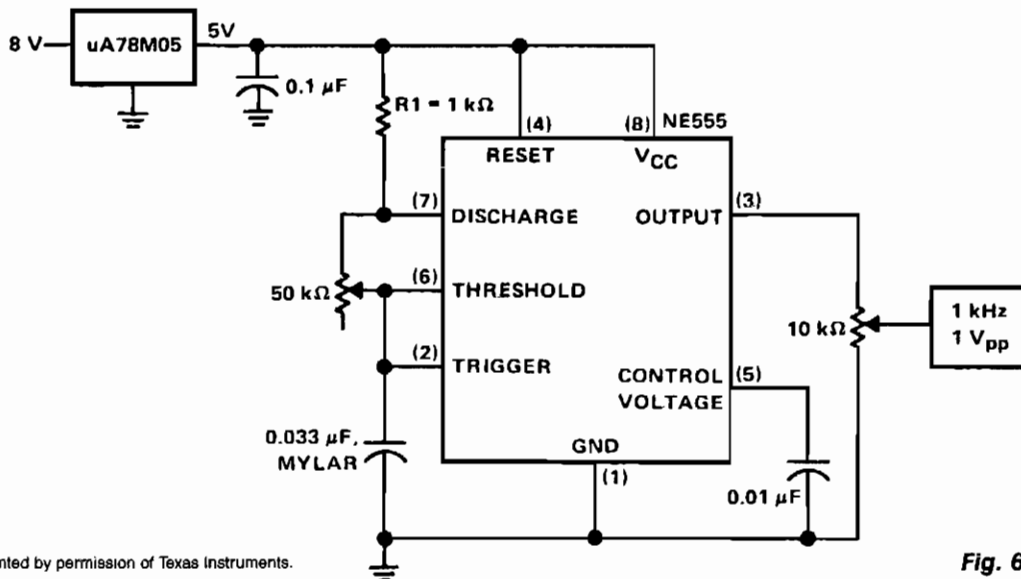 8 V
uA78M05
5V
0.1 µF
R1 = 1 kΩ
(4)
(8)
NE555
RESET
VCC
(7)
DISCHARGE
OUTPUT
(3)
50 kΩ
(6)
THRESHOLD
10 kΩ
1 kHz
1 Vpp
(2)
TRIGGER
CONTROL
VOLTAGE
(5)
0.033 µF,
MYLAR
GND
(1)
0.01 µF
nted by permission of Texas Instruments.
Fig. 6